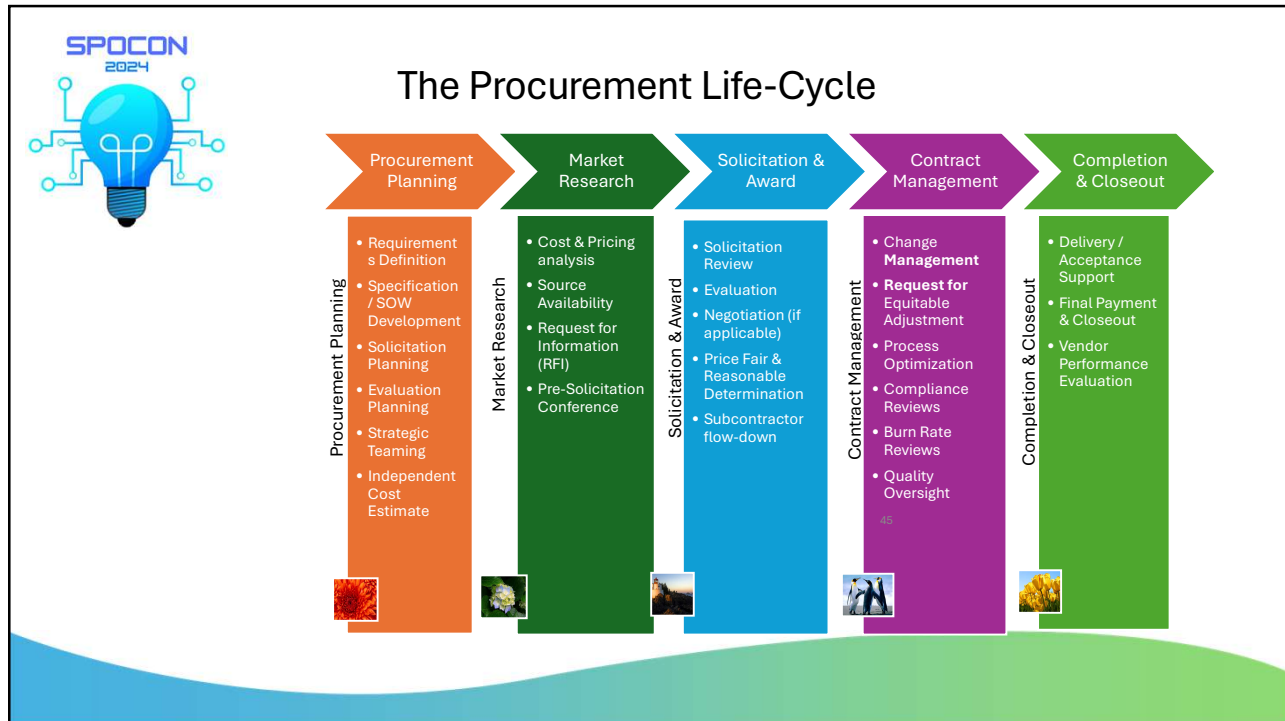 SPOCON
2024
The Procurement Life-Cycle
Procurement
Planning
Market
Research
Solicitation &
Award
Contract
Management
Completion
& Closeout
Procurement Planning
• Requirement
s Definition
• Specification
/ SOW
Development
• Solicitation
Planning
• Evaluation
Planning
• Strategic
Teaming
• Independent
Cost
Estimate
Market Research
• Cost & Pricing
analysis
• Source
Availability
• Request for
Information
(RFI)
• Pre-Solicitation
Conference
Solicitation & Award
• Solicitation
Review
• Evaluation
• Negotiation (if
applicable)
• Price Fair &
Reasonable
Determination
• Subcontractor
flow-down
Contract Management
• Change
Management
• Request for
Equitable
Adjustment
• Process
Optimization
• Compliance
Reviews
• Burn Rate
Reviews
• Quality
Oversight
45
Completion & Closeout
• Delivery /
Acceptance
Support
• Final Payment
& Closeout
• Vendor
Performance
Evaluation